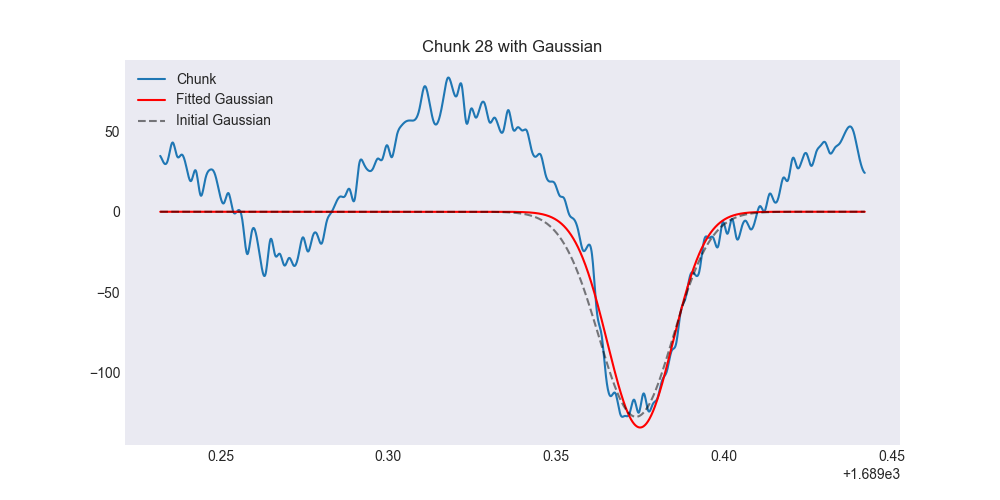 Chunk 28 with Gaussian
Chunk
Fitted Gaussian
Initial Gaussian
50
0
−50
−100
0.25 0.30 0.35 0.40 0.45
+1.689e3